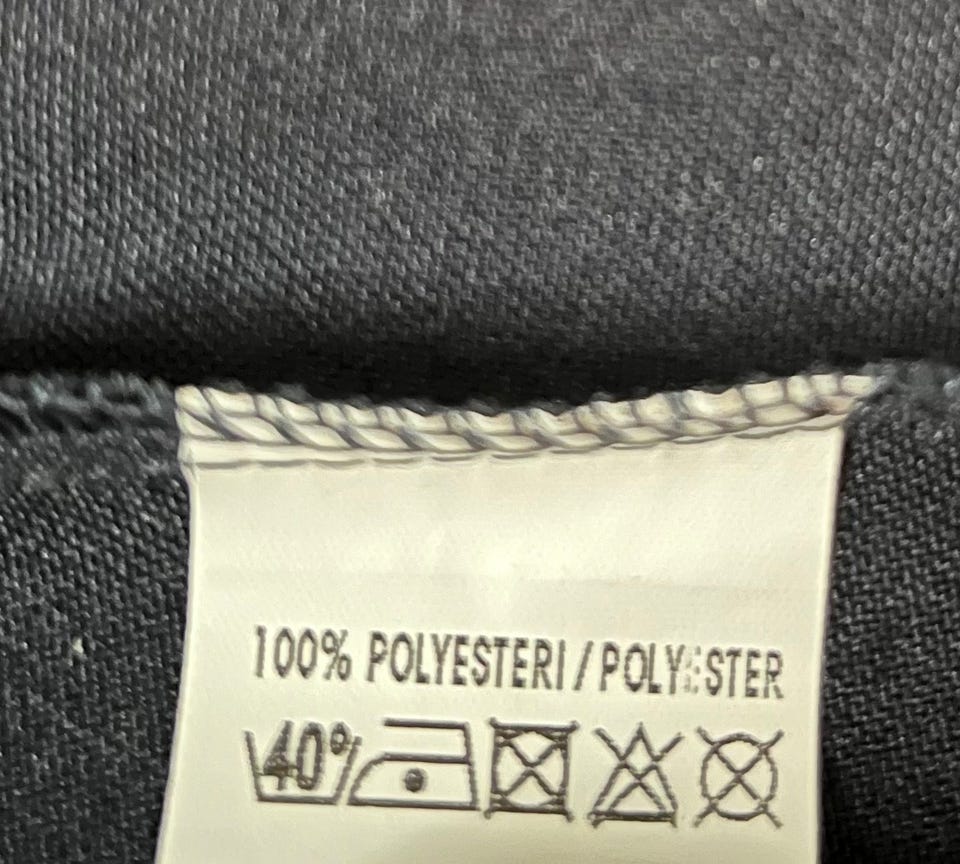 100% POLYESTERI / POLYESTER
40°